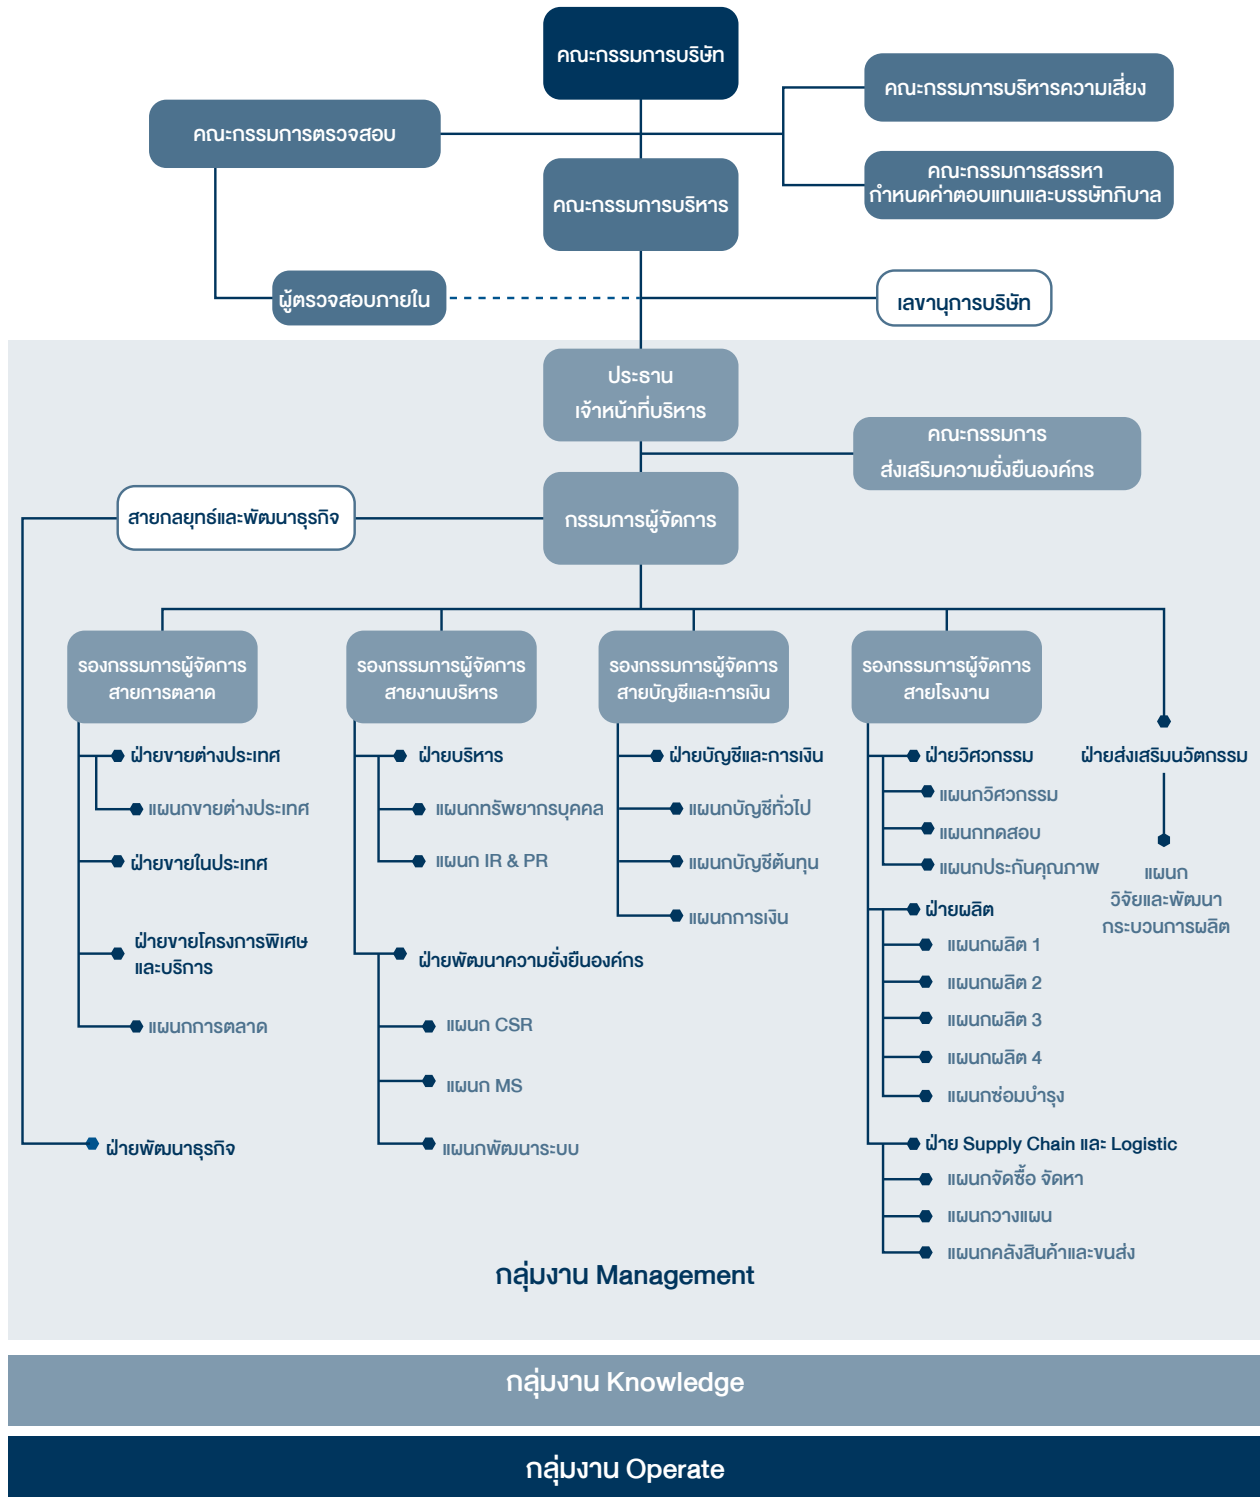 คณะกรรมการบริษัท
คณะกรรมการบริหารความเสี่ยง
คณะกรรมการตรวจสอบ
คณะกรรมการสรรหา
กำหนดค่าตอบแทนและบรรษัทภิบาล
คณะกรรมการบริหาร
ผู้ตรวจสอบภายใน
เลขานุการบริษัท
ประธาน
เจ้าหน้าที่บริหาร
คณะกรรมการ
ส่งเสริมความยั่งยืนองค์กร
สายกลยุทธ์และพัฒนาธุรกิจ
กรรมการผู้จัดการ
รองกรรมการผู้จัดการ
สายการตลาด
ฝ่ายขายต่างประเทศ
แผนกขายต่างประเทศ
ฝ่ายขายในประเทศ
ฝ่ายขายโครงการพิเศษ
และบริการ
แผนกการตลาด
ฝ่ายพัฒนาธุรกิจ
รองกรรมการผู้จัดการ
สายงานบริหาร
ฝ่ายบริหาร
แผนกทรัพยากรบุคคล
แผนก IR & PR
ฝ่ายพัฒนาความยั่งยืนองค์กร
แผนก CSR
แผนก MS
แผนกพัฒนาระบบ
รองกรรมการผู้จัดการ
สายบัญชีและการเงิน
ฝ่ายบัญชีและการเงิน
แผนกบัญชีทั่วไป
แผนกบัญชีต้นทุน
แผนกการเงิน
รองกรรมการผู้จัดการ
สายโรงงาน
ฝ่ายวิศวกรรม
แผนกวิศวกรรม
แผนกทดสอบ
แผนกประกันคุณภาพ
ฝ่ายผลิต
แผนกผลิต 1
แผนกผลิต 2
แผนกผลิต 3
แผนกผลิต 4
แผนกซ่อมบำรุง
ฝ่าย Supply Chain และ Logistic
แผนกจัดซื้อ จัดหา
แผนกวางแผน
แผนกคลังสินค้าและขนส่ง
ฝ่ายส่งเสริมนวัตกรรม
แผนก
วิจัยและพัฒนา
กระบวนการผลิต
กลุ่มงาน Management
กลุ่มงาน Knowledge
กลุ่มงาน Operate